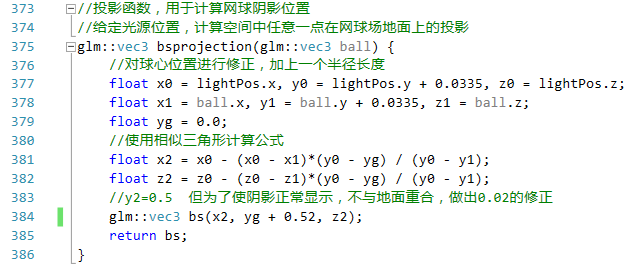 373 //投影函数，用于计算网球阴影位置
374 //给定光源位置，计算空间中任意一点在网球场地面上的投影
375 glm::vec3 bsprojection(glm::vec3 ball) {
376 //对球心位置进行修正，加上一个半径长度
377 float x0 = lightPos.x, y0 = lightPos.y + 0.0335, z0 = lightPos.z;
378 float x1 = ball.x, y1 = ball.y + 0.0335, z1 = ball.z;
379 float yg = 0.0;
380 //使用相似三角形计算公式
381 float x2 = x0 - (x0 - x1)*(y0 - yg) / (y0 - y1);
382 float z2 = z0 - (z0 - z1)*(y0 - yg) / (y0 - y1);
383 //y2=0.5 但为了使阴影正常显示，不与地面重合，做出0.02的修正
384 glm::vec3 bs(x2, yg + 0.52, z2);
385 return bs;
386 }